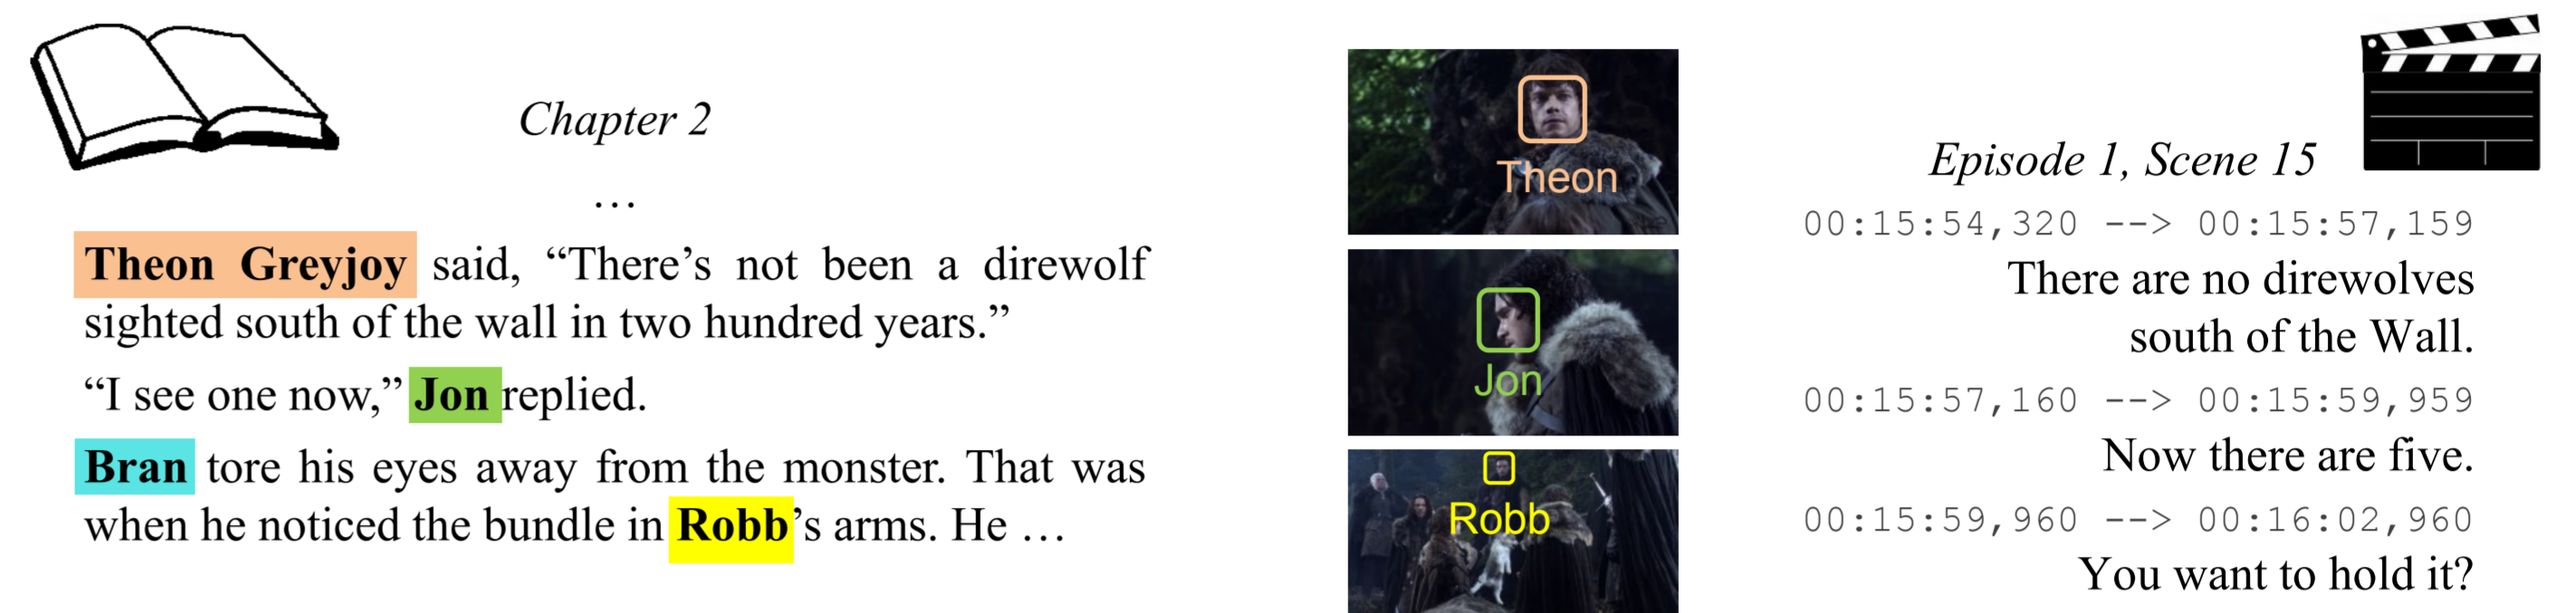 Chapter 2
…
Theon Greyjoy said, “There’s not been a direwolf
sighted south of the wall in two hundred years.”
“I see one now,” Jon replied.
Bran tore his eyes away from the monster. That was
when he noticed the bundle in Robb’s arms. He …
Theon
Jon
Robb
Episode 1, Scene 15
00:15:54,320 --> 00:15:57,159
There are no direwolves
south of the Wall.
00:15:57,160 --> 00:15:59,959
Now there are five.
00:15:59,960 --> 00:16:02,960
You want to hold it?